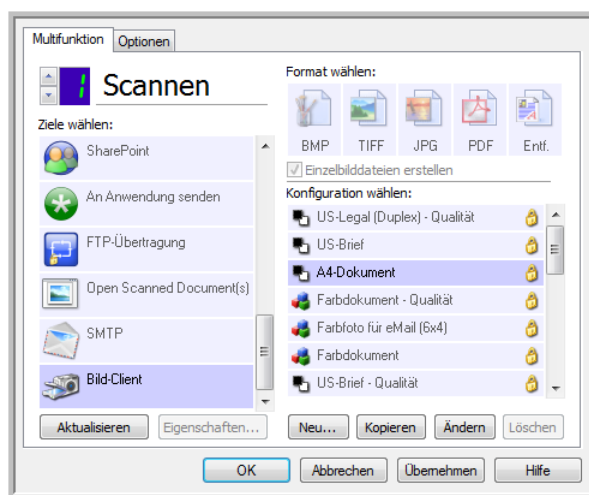 Multifunktion Optionen
1 Scannen
Ziele wählen:
SharePoint
An Anwendung senden
FTP-Übertragung
Open Scanned Document(s)
SMTP
Bild-Client
Aktualisieren Eigenschaften...
Format wählen:
BMP TIFF JPG PDF Entf.
Einzelbilddateien erstellen
Konfiguration wählen:
US-Legal (Duplex) - Qualität
US-Brief
A4-Dokument
Farbdokument - Qualität
Farbfoto für eMail (6x4)
Farbdokument
US-Brief - Qualität
Neu... Kopieren Ändern Löschen
OK Abbrechen Übernehmen Hilfe